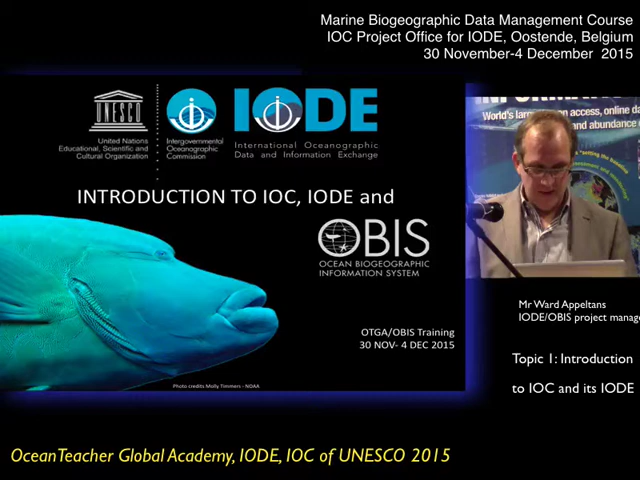 Marine Biogeographic Data Management Course
IOC Project Office for IODE, Oostende, Belgium
30 November-4 December 2015
UNESCO
United Nations
Educational, Scientific and
Cultural Organization
Intergovernmental
Oceanographic
Commission
IODE
International Oceanographic
Data and Information Exchange
INTRODUCTION TO IOC, IODE and
OBIS
OCEAN BIOGEOGRAPHIC
INFORMATION SYSTEM
OTGA/OBIS Training
30 NOV- 4 DEC 2015
Photo credits Molly Timmers - NOAA
World's large
n access, online da
and abundance o
Mr Ward Appeltans
IODE/OBIS project manage
Topic 1: Introduction
to IOC and its IODE
OceanTeacher Global Academy, IODE, IOC of UNESCO 2015